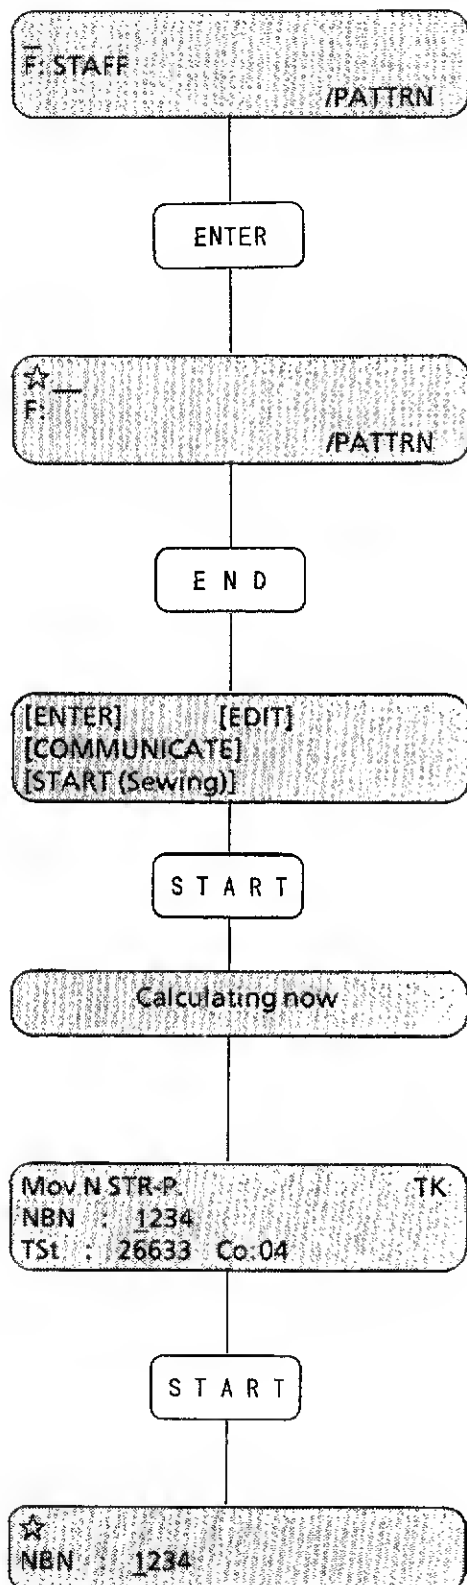 F: STAFF
/PATTRN
ENTER
☆
F:
/PATTRN
END
[ENTER] [EDIT]
[COMMUNICATE]
[START (Sewing)]
START
Calculating now
Mov N STR-P. TK
NBN : 1234
TSt : 26633 Co:04
START
☆
NBN : 1234